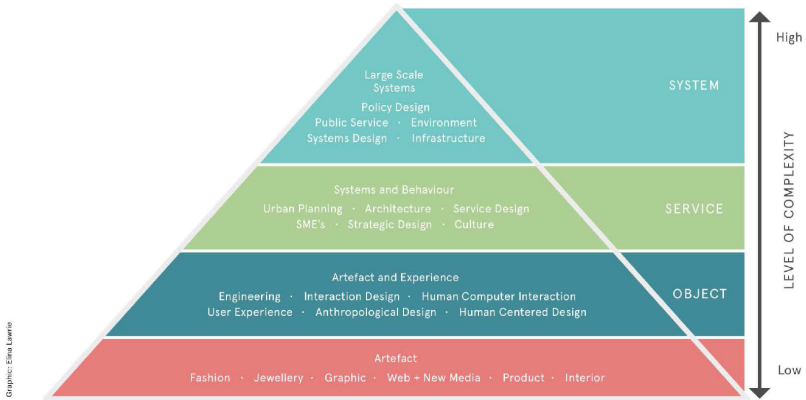 Large Scale
Systems
Policy Design
Public Service · Environment
Systems Design · Infrastructure
SYSTEM
Systems and Behaviour
Urban Planning · Architecture · Service Design
SME's · Strategic Design · Culture
SERVICE
Artefact and Experience
Engineering · Interaction Design · Human Computer Interaction
User Experience · Anthropological Design · Human Centered Design
OBJECT
Artefact
Fashion · Jewellery · Graphic · Web + New Media · Product · Interior
High
LEVEL OF COMPLEXITY
Low
Graphic: Elina Lawrie